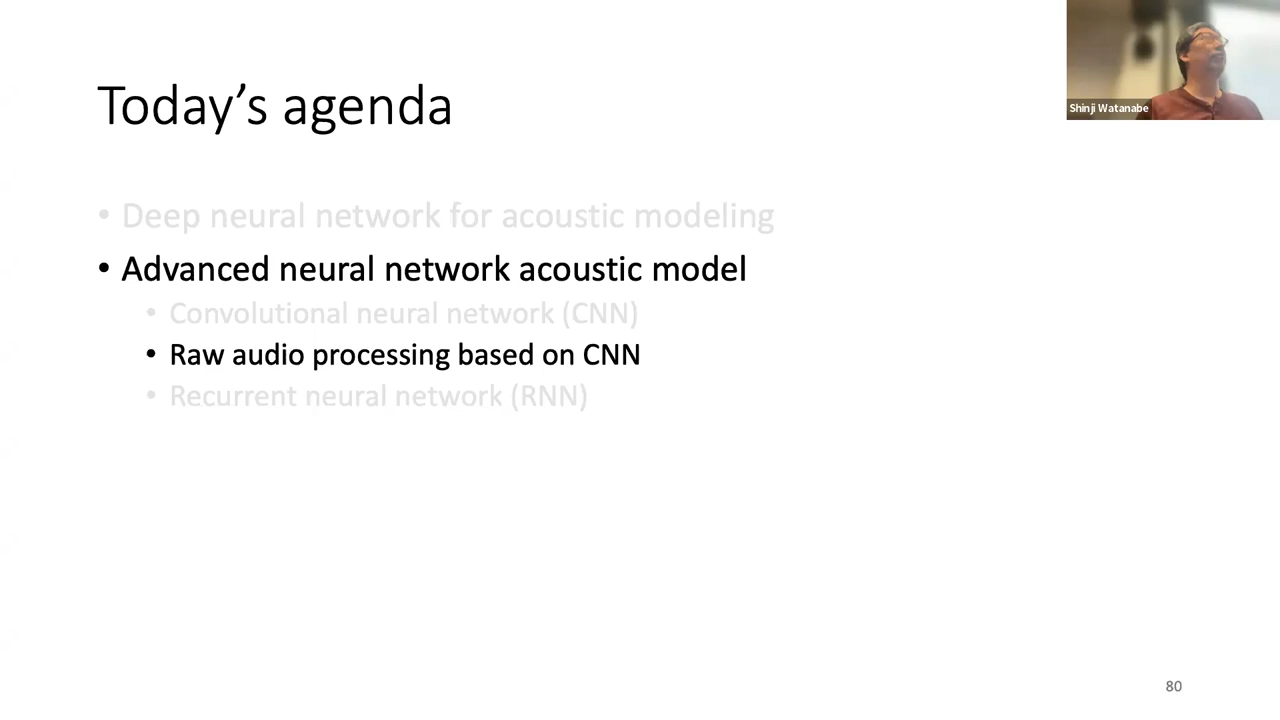 Today's agenda
• Deep neural network for acoustic modeling
• Advanced neural network acoustic model
• Convolutional neural network (CNN)
• Raw audio processing based on CNN
• Recurrent neural network (RNN)
Shinji Watanabe
80